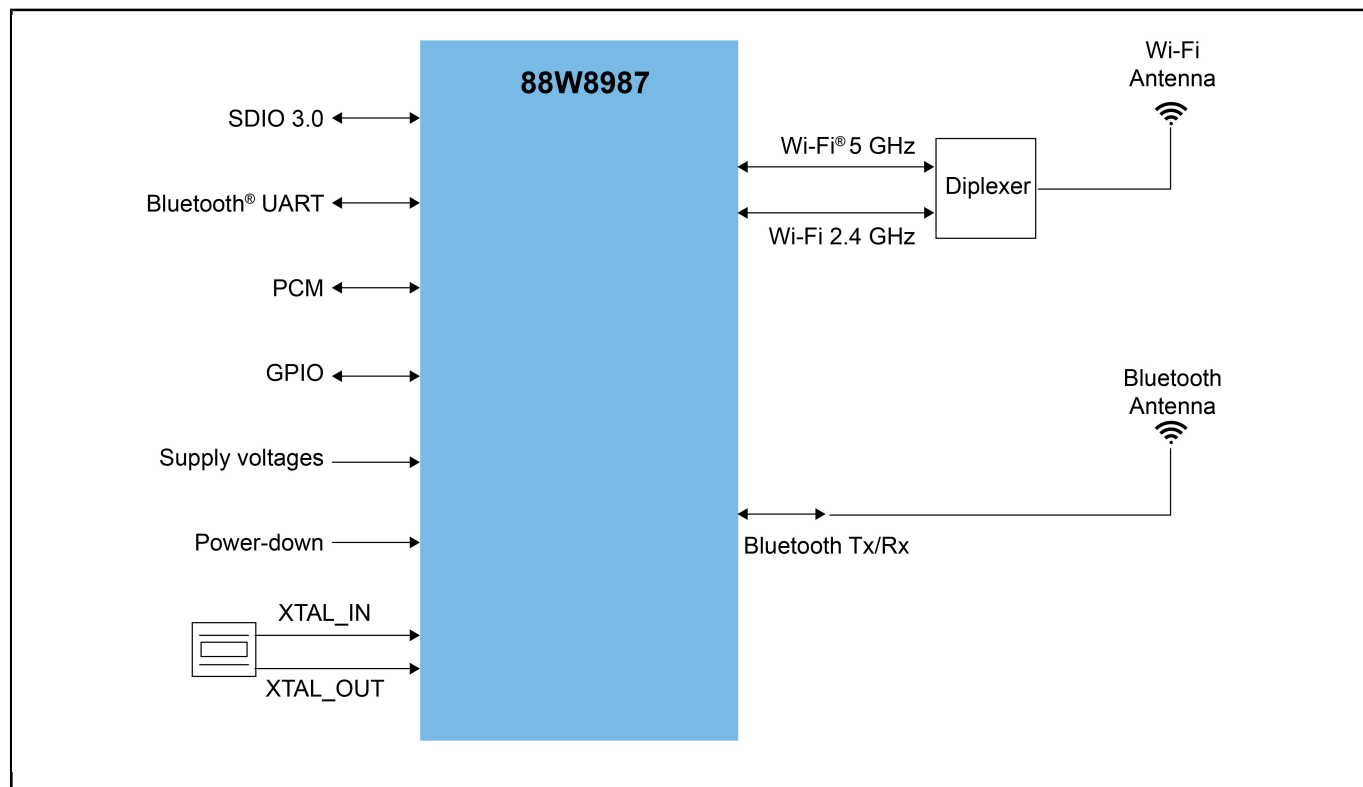 88W8987
SDIO 3.0
Bluetooth® UART
PCM
GPIO
Supply voltages
Power-down
XTAL_IN
XTAL_OUT
Wi-Fi® 5 GHz
Wi-Fi 2.4 GHz
Diplexer
Wi-Fi
Antenna
Bluetooth
Antenna
Bluetooth Tx/Rx